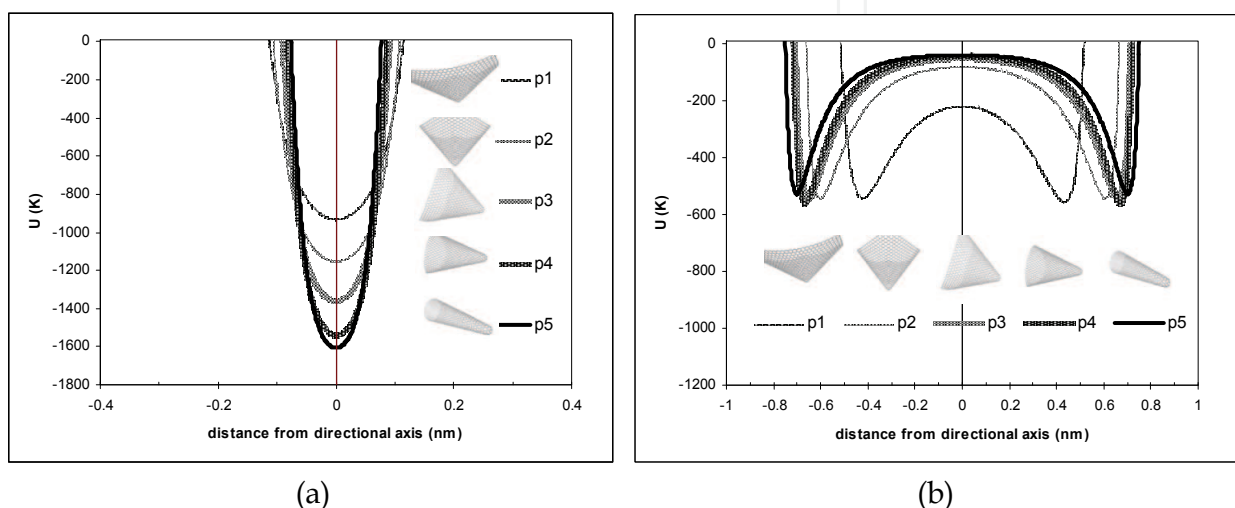 0
-200
-400
-600
-800
-1000
-1200
-1400
-1600
-1800
U (K)
p1
p2
p3
p4
p5
-0.4
-0.2
0
0.2
0.4
distance from directional axis (nm)
(a)
0
-200
-400
-600
-800
-1000
-1200
U (K)
p1 p2 p3 p4 p5
-1 -0.8 -0.6 -0.4 -0.2 0 0.2 0.4 0.6 0.8 1
distance from directional axis (nm)
(b)